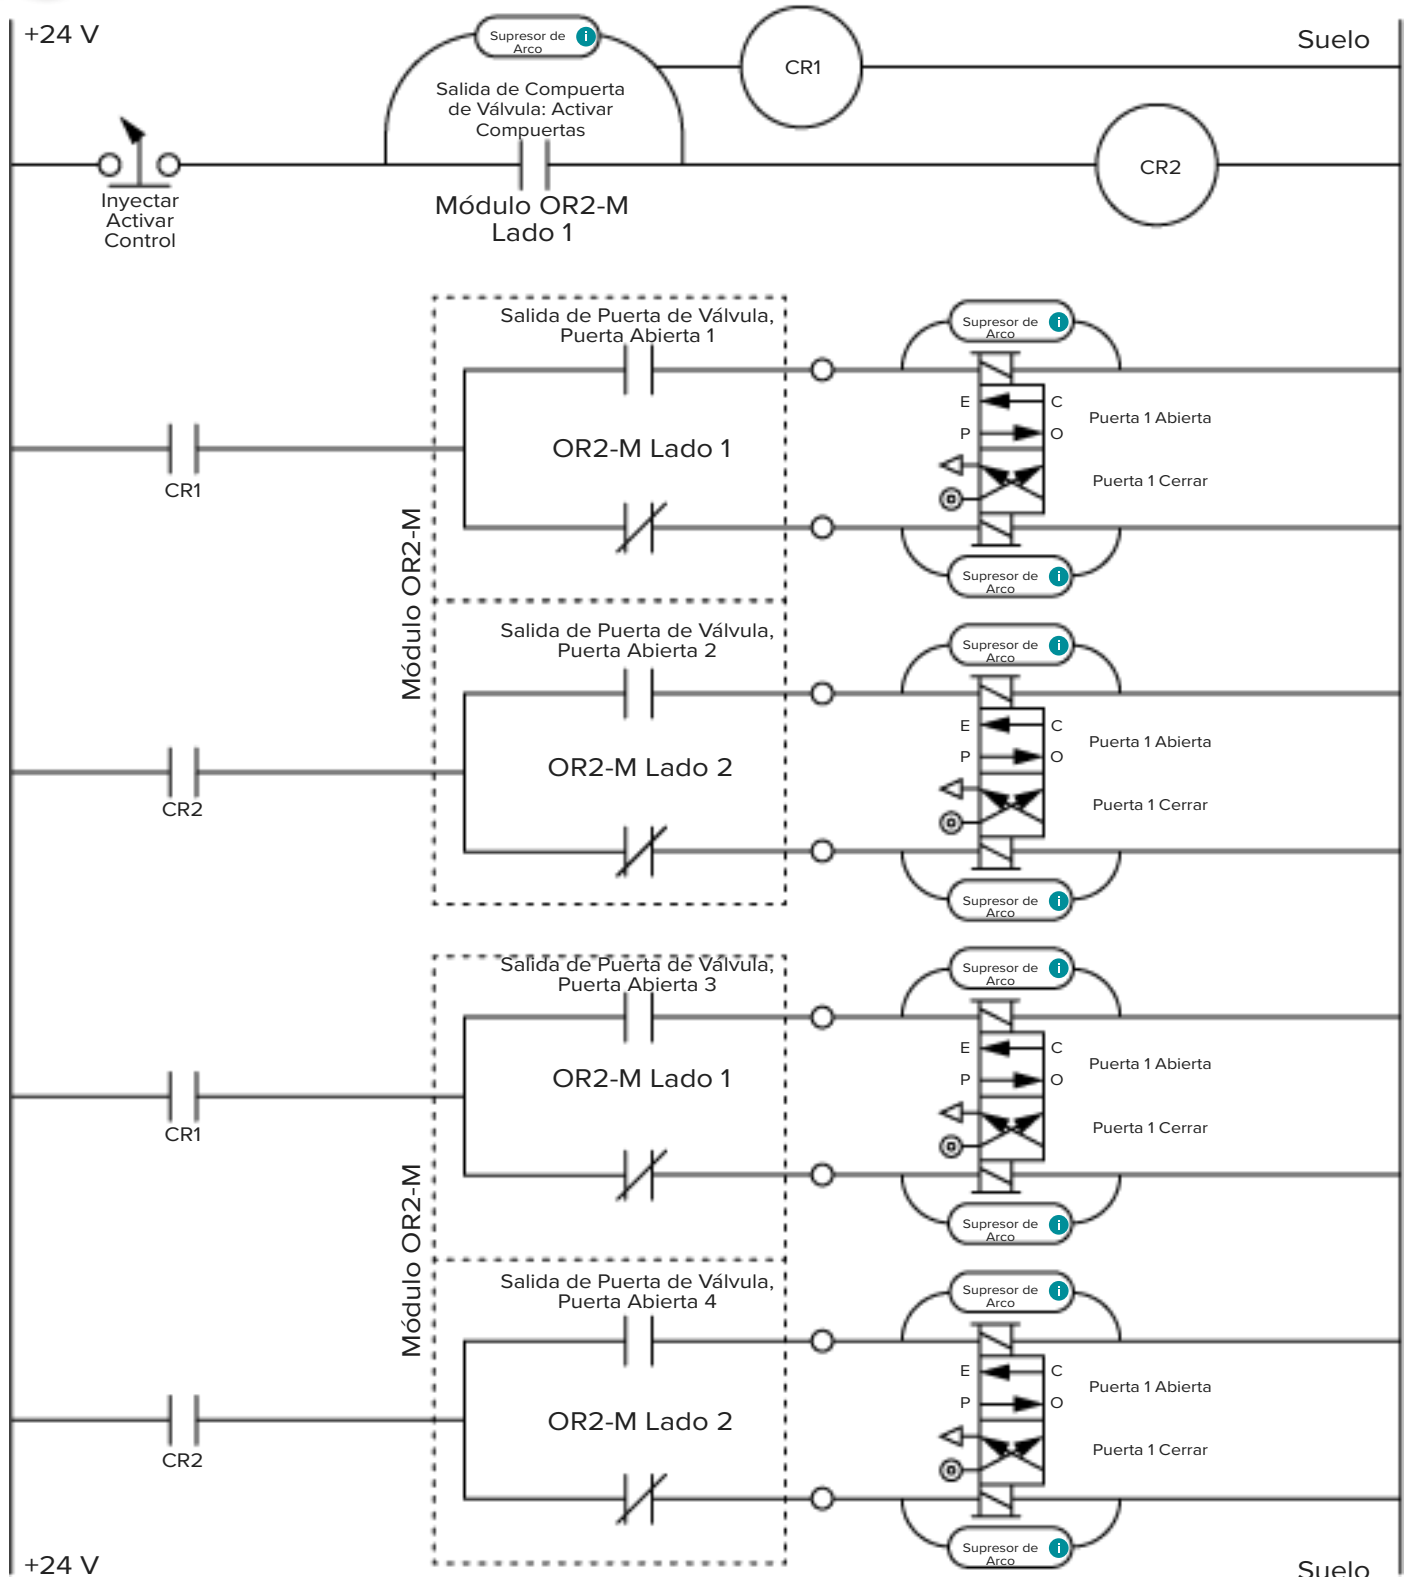 +24 V
Suelo
Supresor de
Arco
i
CR1
Salida de Compuerta
de Válvula: Activar
Compuertas
CR2
Inyectar
Activar
Control
Módulo OR2-M
Lado 1
Salida de Puerta de Válvula,
Puerta Abierta 1
Supresor de
Arco
i
E
C
Puerta 1 Abierta
P
O
OR2-M Lado 1
Puerta 1 Cerrar
CR1
Módulo OR2-M
Supresor de
Arco
i
Salida de Puerta de Válvula,
Puerta Abierta 2
Supresor de
Arco
i
E
C
Puerta 1 Abierta
P
O
OR2-M Lado 2
Puerta 1 Cerrar
CR2
Supresor de
Arco
i
Salida de Puerta de Válvula,
Puerta Abierta 3
Supresor de
Arco
i
E
C
Puerta 1 Abierta
P
O
OR2-M Lado 1
Puerta 1 Cerrar
CR1
Módulo OR2-M
Supresor de
Arco
i
Salida de Puerta de Válvula,
Puerta Abierta 4
Supresor de
Arco
i
E
C
Puerta 1 Abierta
P
O
OR2-M Lado 2
Puerta 1 Cerrar
CR2
Supresor de
Arco
i
+24 V
Suelo